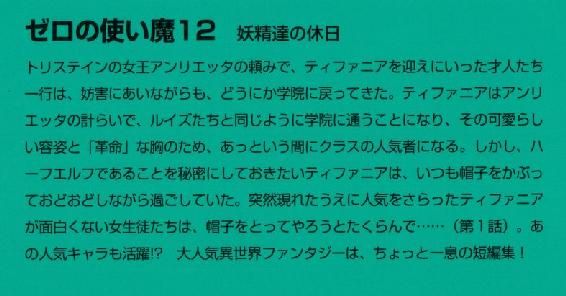 ゼロの使い魔12 妖精達の休日
トリステインの女王アンリエッタの頼みで、ティファニアを迎えにいった才人たち
一行は、妨害にあいながらも、どうにか学院に戻ってきた。ティファニアはアンリ
エッタの計らいで、ルイズたちと同じように学院に通うことになり、その可愛らし
い容姿と「革命」な胸のため、あっという間にクラスの人気者になる。しかし、ハ
ーフエルフであることを秘密にしておきたいティファニアは、いつも帽子をかぶっ
ておどおどしながら過ごしていた。突然現れたうえに人気をさらったティファニア
が面白くない女生徒たちは、帽子をとってやろうとたくらんで……（第１話）。あ
の人気キャラも活躍!?　大人気異世界ファンタジーは、ちょっと一息の短編集！